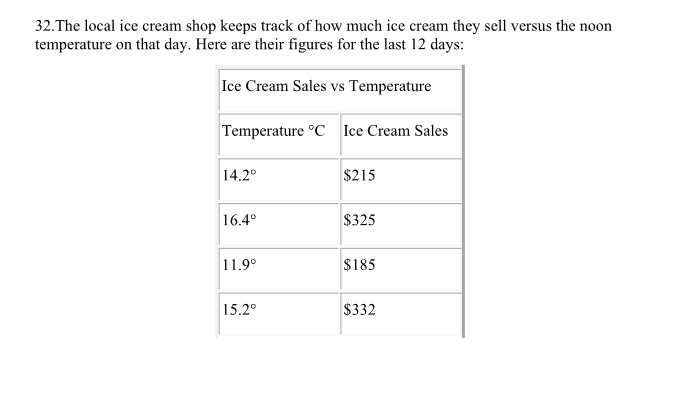 32.The local ice cream shop keeps track of how much ice cream they sell versus the noon
temperature on that day. Here are their figures for the last 12 days:
Ice Cream Sales vs Temperature
Temperature °C Ice Cream Sales
14.2° $215
16.4° $325
11.9° $185
15.2° $332